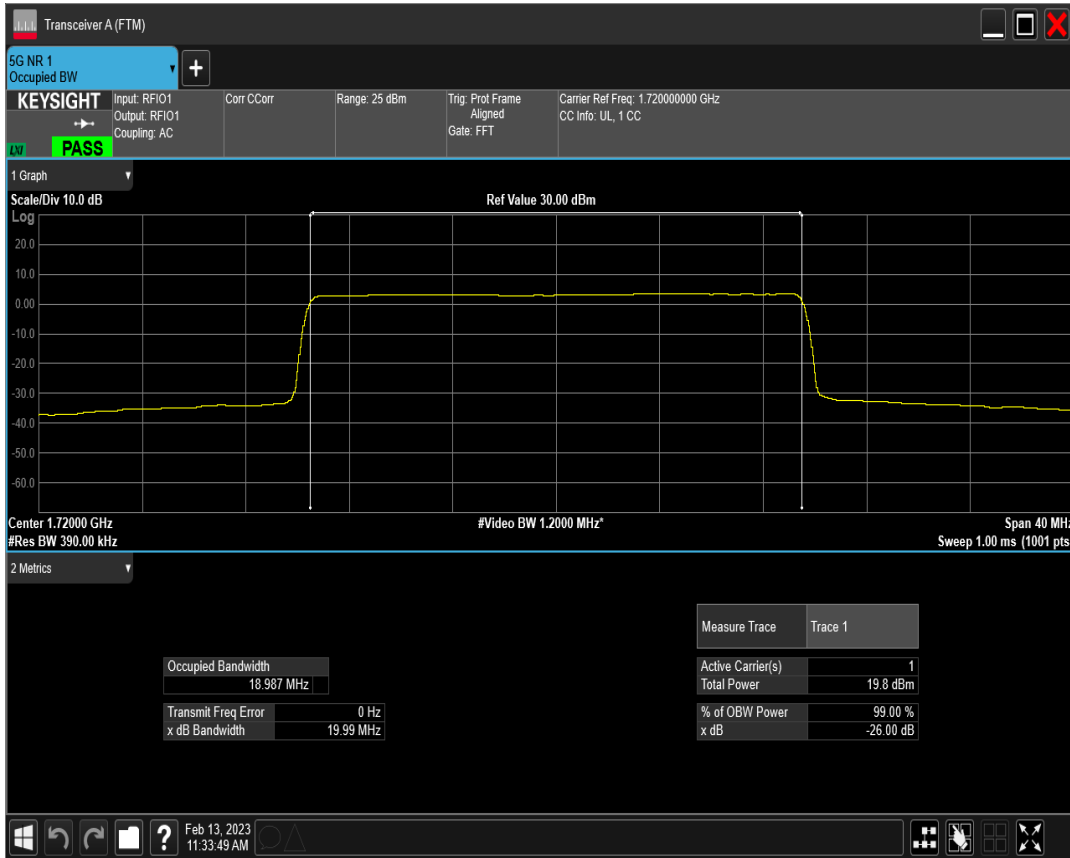 Transceiver A (FTM)
5G NR 1
Occupied BW
+
KEYSIGHT
LXI
PASS
Input: RFIO1
Output: RFIO1
Coupling: AC
Corr CCorr
Range: 25 dBm
Trig: Prot Frame
Aligned
Gate: FFT
Carrier Ref Freq: 1.720000000 GHz
CC Info: UL, 1 CC
1 Graph
Scale/Div 10.0 dB
Ref Value 30.00 dBm
Log
20.0
10.0
0.00
-10.0
-20.0
-30.0
-40.0
-50.0
-60.0
Center 1.72000 GHz
#Video BW 1.2000 MHz*
Span 40 MHz
#Res BW 390.00 kHz
Sweep 1.00 ms (1001 pts
2 Metrics
Measure Trace Trace 1
Occupied Bandwidth
18.987 MHz
Active Carrier(s) 1
Total Power 19.8 dBm
Transmit Freq Error 0 Hz
x dB Bandwidth 19.99 MHz
% of OBW Power 99.00 %
x dB -26.00 dB
?
Feb 13, 2023
11:33:49 AM